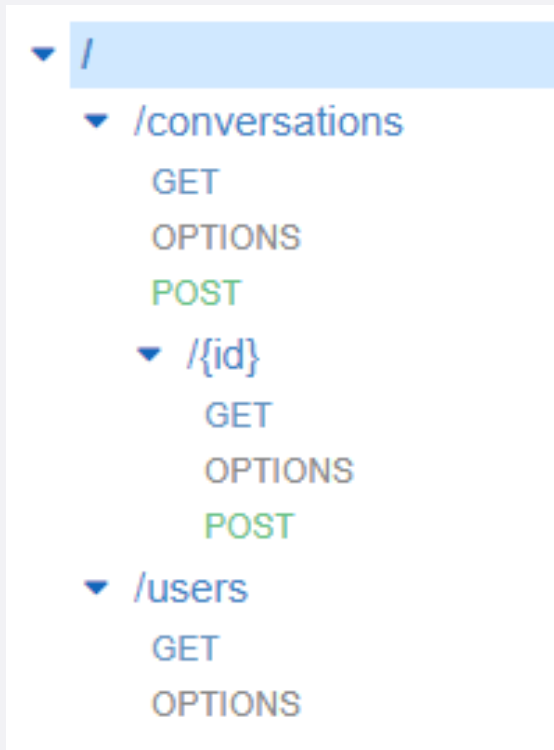 /
/conversations
GET
OPTIONS
POST
/{id}
GET
OPTIONS
POST
/users
GET
OPTIONS